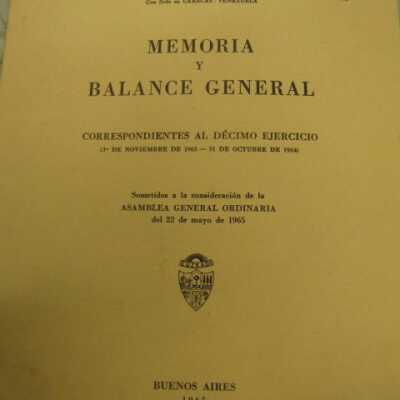 Con Sede en CARACAS - VENEZUELA
MEMORIA
Y
BALANCE GENERAL
CORRESPONDIENTES AL DÉCIMO EJERCICIO
(1º DE NOVIEMBRE DE 1963 — 31 DE OCTUBRE DE 1964)
Sometidos a la consideración de la
ASAMBLEA GENERAL ORDINARIA
del 22 de mayo de 1965
BUENOS AIRES